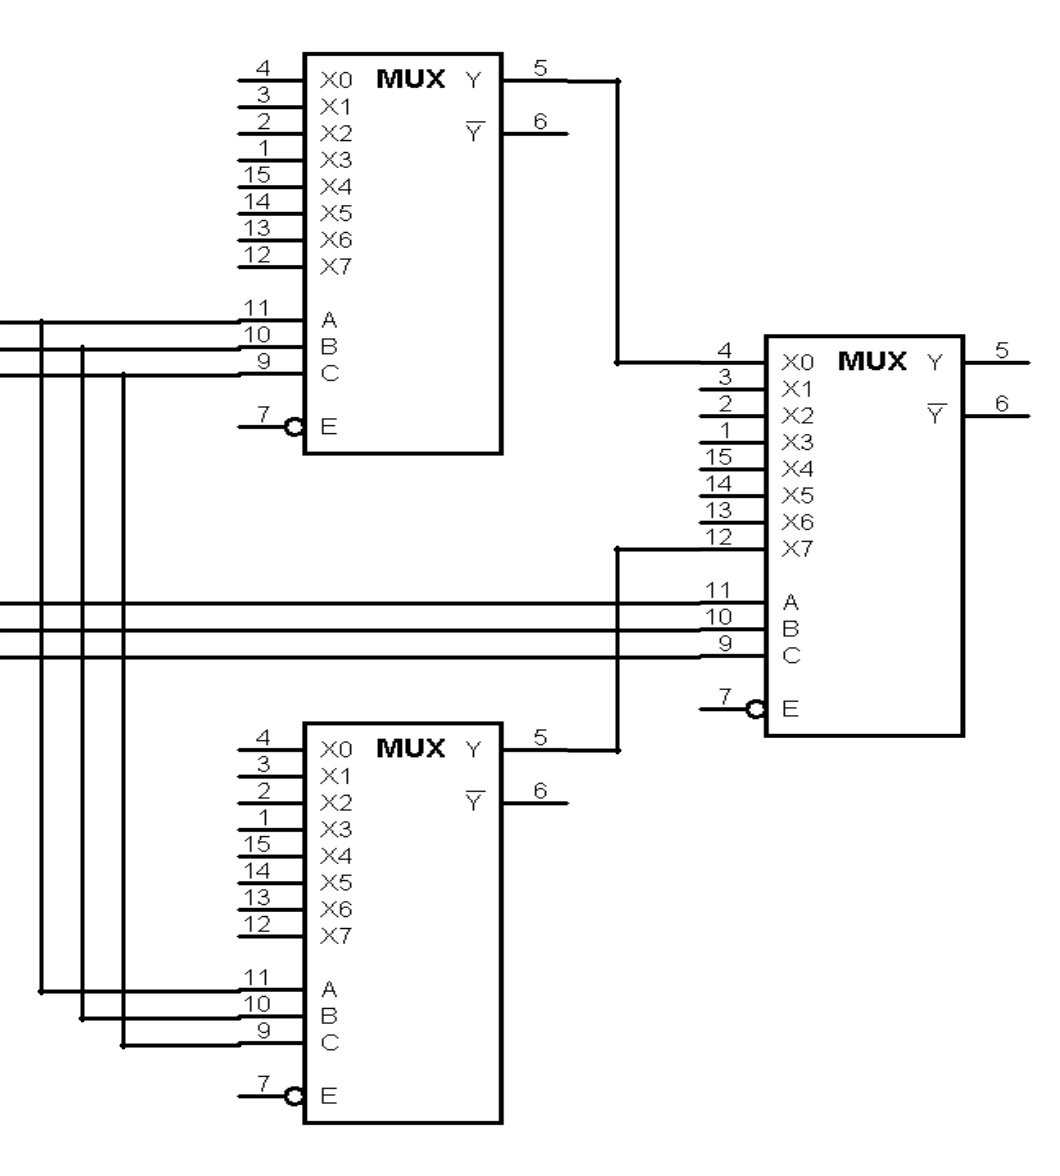 4 X0 MUX Y 5
3 X1
2 X2 Y 6
1 X3
15 X4
14 X5
13 X6
12 X7
11 A
10 B
9 C
7 E
4 X0 MUX Y 5
3 X1
2 X2 Y 6
1 X3
15 X4
14 X5
13 X6
12 X7
11 A
10 B
9 C
7 E
4 X0 MUX Y 5
3 X1
2 X2 Y 6
1 X3
15 X4
14 X5
13 X6
12 X7
11 A
10 B
9 C
7 E